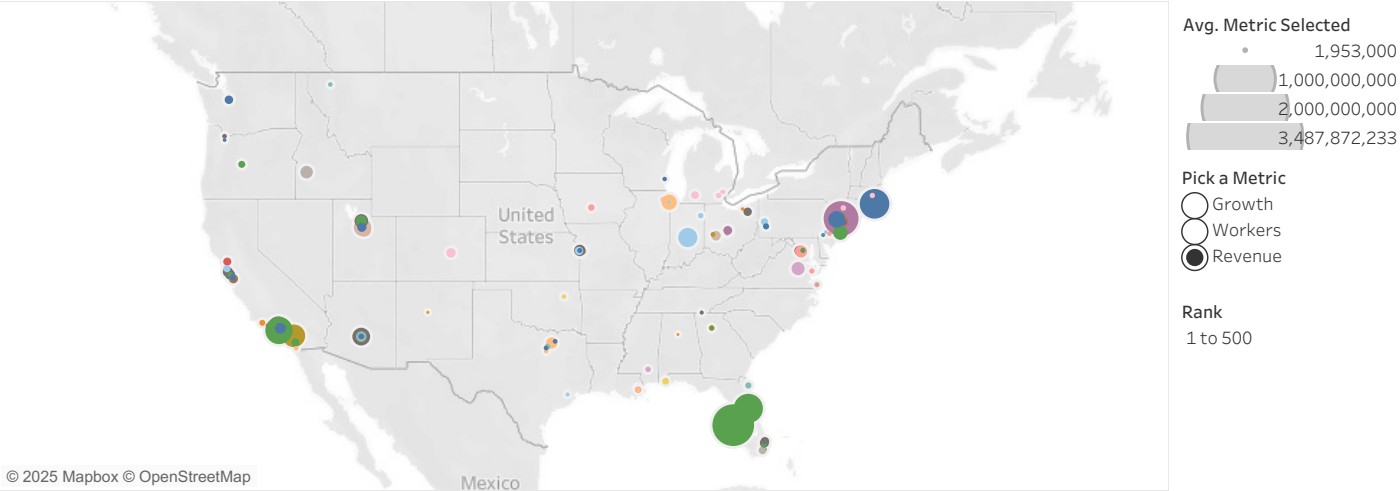 United
States
Mexico
© 2025 Mapbox © OpenStreetMap
Avg. Metric Selected
1,953,000
1,000,000,000
2,000,000,000
3,487,872,233
Pick a Metric
Growth
Workers
Revenue
Rank
1 to 500